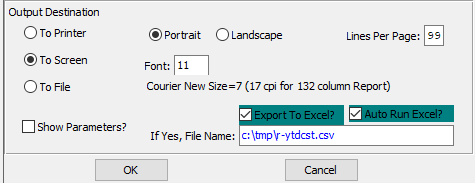 Output Destination
To Printer
Portrait
Landscape
Lines Per Page: 99
To Screen
Font: 11
To File
Courier New Size=7 (17 cpi for 132 column Report)
Export To Excel?
Auto Run Excel?
Show Parameters?
If Yes, File Name: c:\tmp\r-ytdcst.csv
OK
Cancel